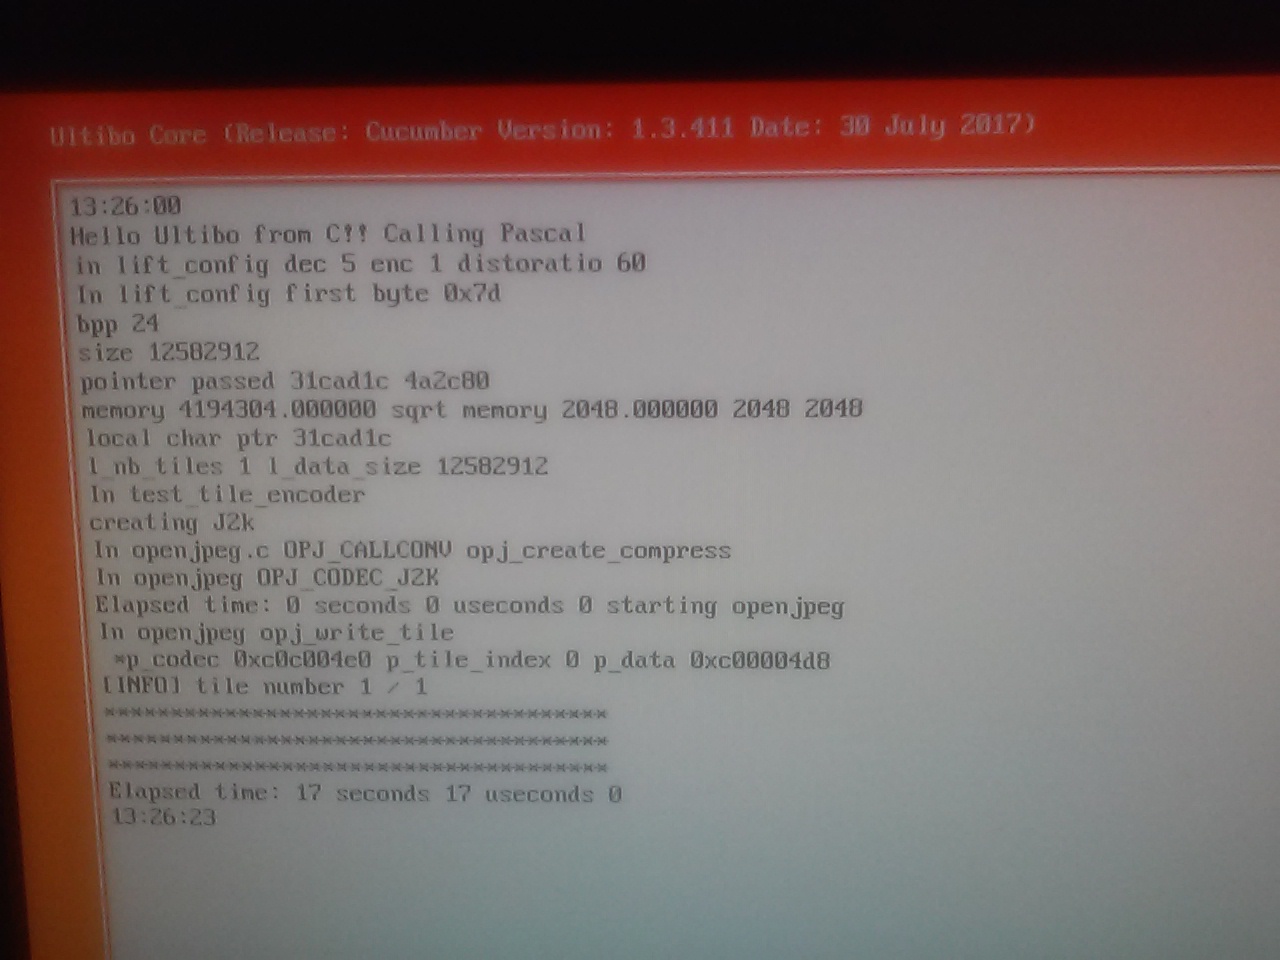 Ultibo Core (Release: Cucumber Version: 1.3.411 Date: 30 July 2017)
13:26:00
Hello Ultibo from C!! Calling Pascal
in lift_config dec 5 enc 1 distoratio 60
In lift_config first byte 0x7d
bpp 24
size 12582912
pointer passed 31cad1c 4a2c80
memory 4194304.000000 sqrt memory 2048.000000 2048 2048
local char ptr 31cad1c
l_nb_tiles 1 l_data_size 12582912
In test_tile_encoder
creating J2k
In openjpeg.c OPJ_CALLCONV opj_create_compress
In openjpeg OPJ_CODEC_J2K
Elapsed time: 0 seconds 0 useconds 0 starting openjpeg
In openjpeg opj_write_tile
*p_codec 0xc0c004e0 p_tile_index 0 p_data 0xc00004d8
[INFO] tile number 1 / 1
**************************************
**************************************
**************************************
Elapsed time: 17 seconds 17 useconds 0
13:26:23